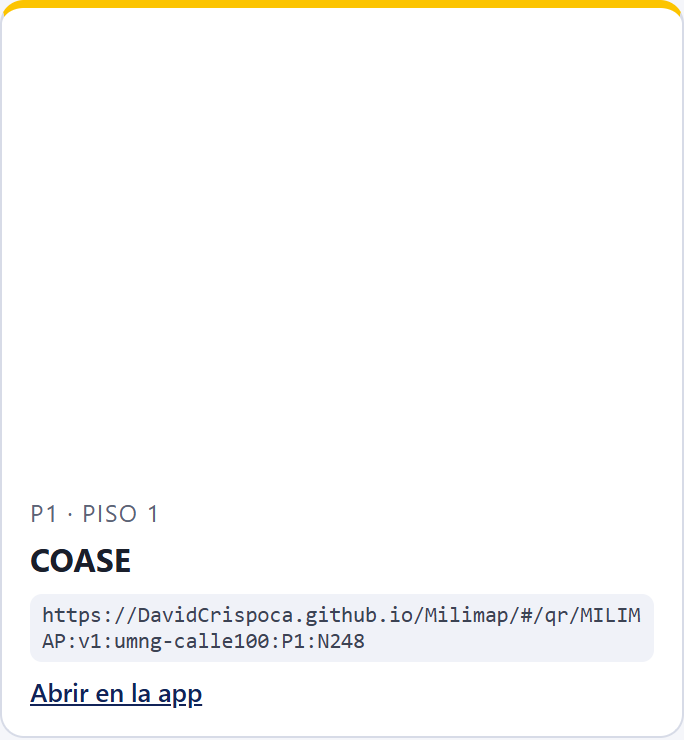 P1 · PISO 1
COASE
https://DavidCrispoca.github.io/Milimap/#/qr/MILIM
AP:v1:umng-calle100:P1:N248
Abrir en la app